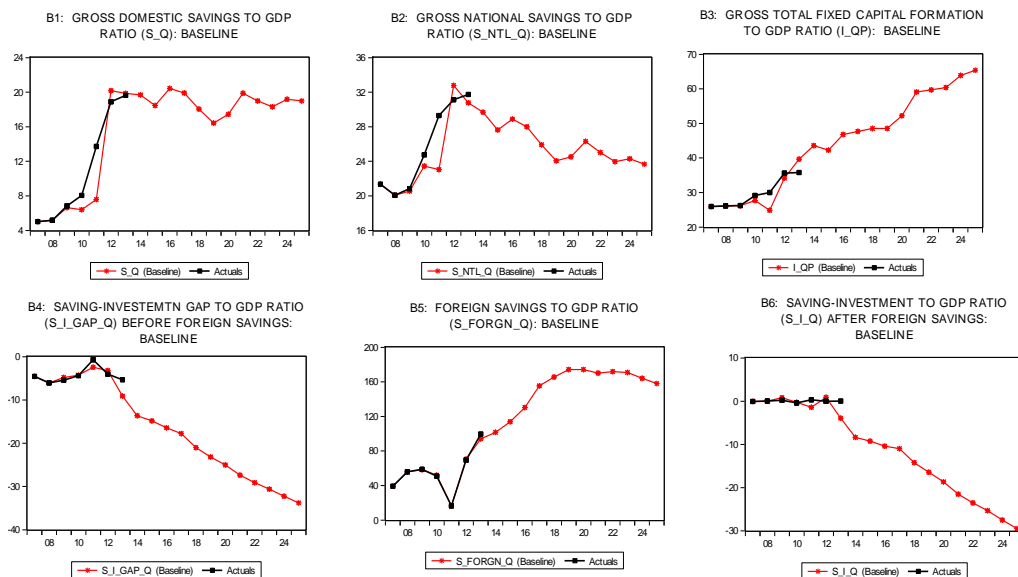 B1: GROSS DOMESTIC SAVINGS TO GDP
RATIO (S_Q): BASELINE
24
20
16
12
8
4
08 10 12 14 16 18 20 22 24
S_Q (Baseline) Actuals
B2: GROSS NATIONAL SAVINGS TO GDP
RATIO (S_NTL_Q): BASELINE
36
32
28
24
20
16
08 10 12 14 16 18 20 22 24
S_NTL_Q (Baseline) Actuals
B3: GROSS TOTAL FIXED CAPITAL FORMATION
TO GDP RATIO (I_QP): BASELINE
70
60
50
40
30
20
08 10 12 14 16 18 20 22 24
I_QP (Baseline) Actuals
B4: SAVING-INVESTEMTN GAP TO GDP RATIO
(S_I_GAP_Q) BEFORE FOREIGN SAVINGS:
BASELINE
0
-10
-20
-30
-40
08 10 12 14 16 18 20 22 24
S_I_GAP_Q (Baseline) Actuals
B5: FOREIGN SAVINGS TO GDP RATIO
(S_FORGN_Q): BASELINE
200
160
120
80
40
0
08 10 12 14 16 18 20 22 24
S_FORGN_Q (Baseline) Actuals
B6: SAVING-INVESTMENT TO GDP RATIO
(S_I_Q) AFTER FOREIGN SAVINGS:
BASELINE
10
0
-10
-20
-30
08 10 12 14 16 18 20 22 24
S_I_Q (Baseline) Actuals